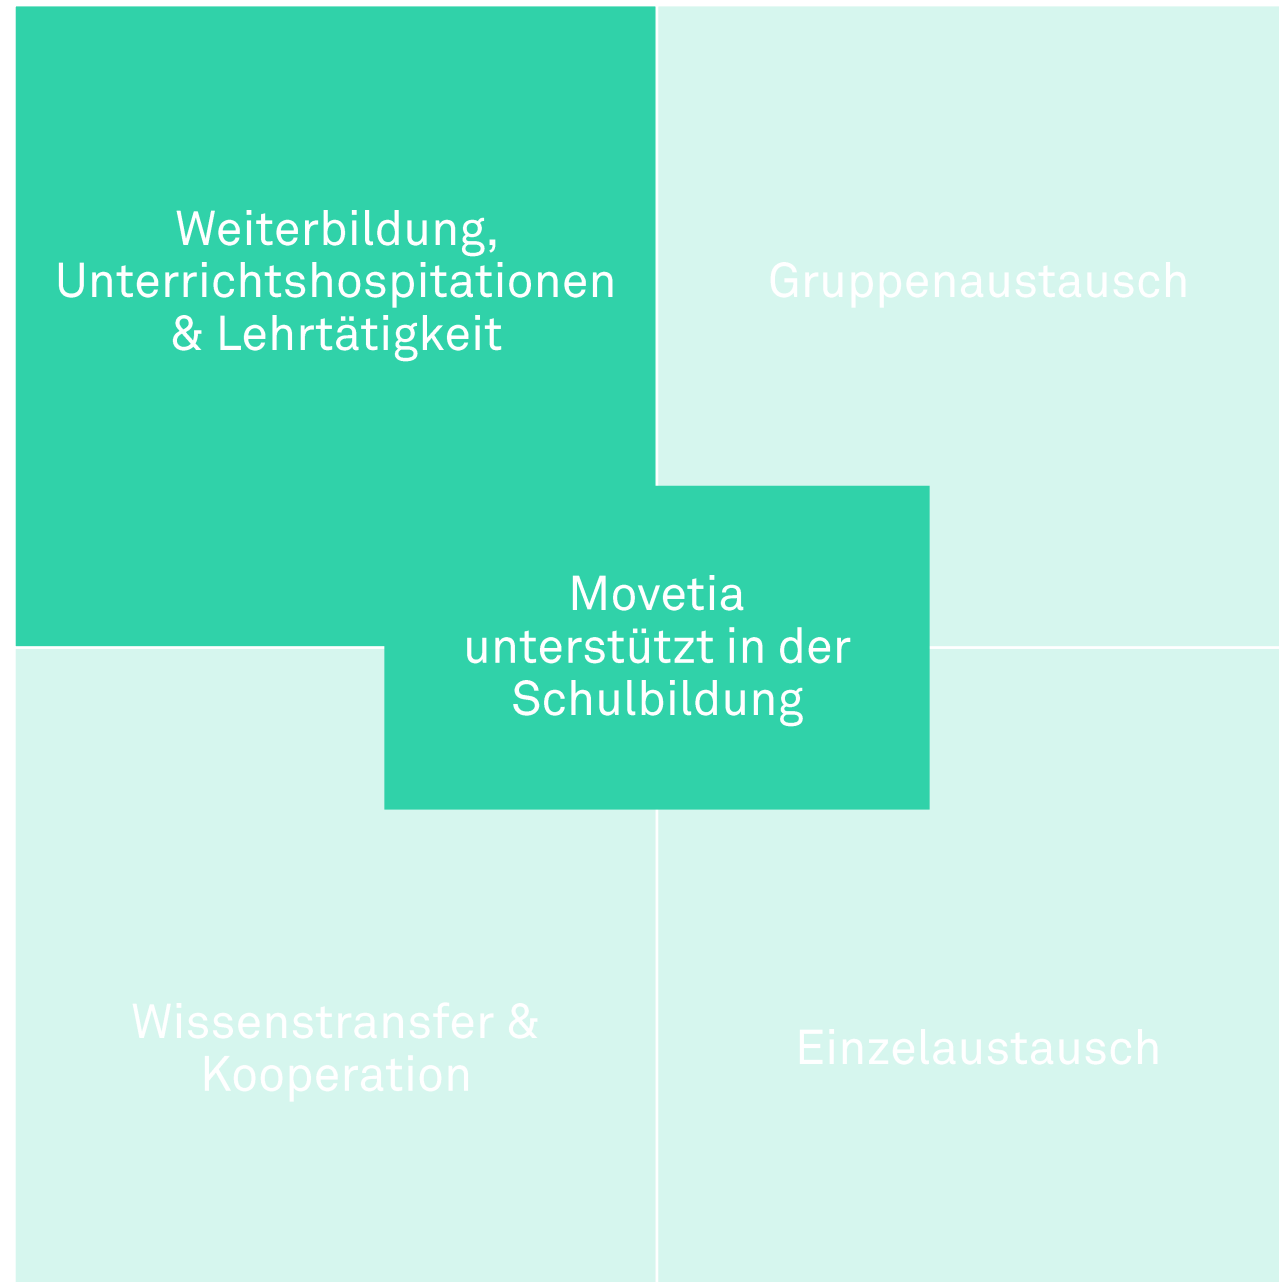 Weiterbildung,
Unterrichtshospitationen
& Lehrtätigkeit
Gruppenaustausch
Movetia
unterstützt in der
Schulbildung
Wissenstransfer &
Kooperation
Einzelaustausch